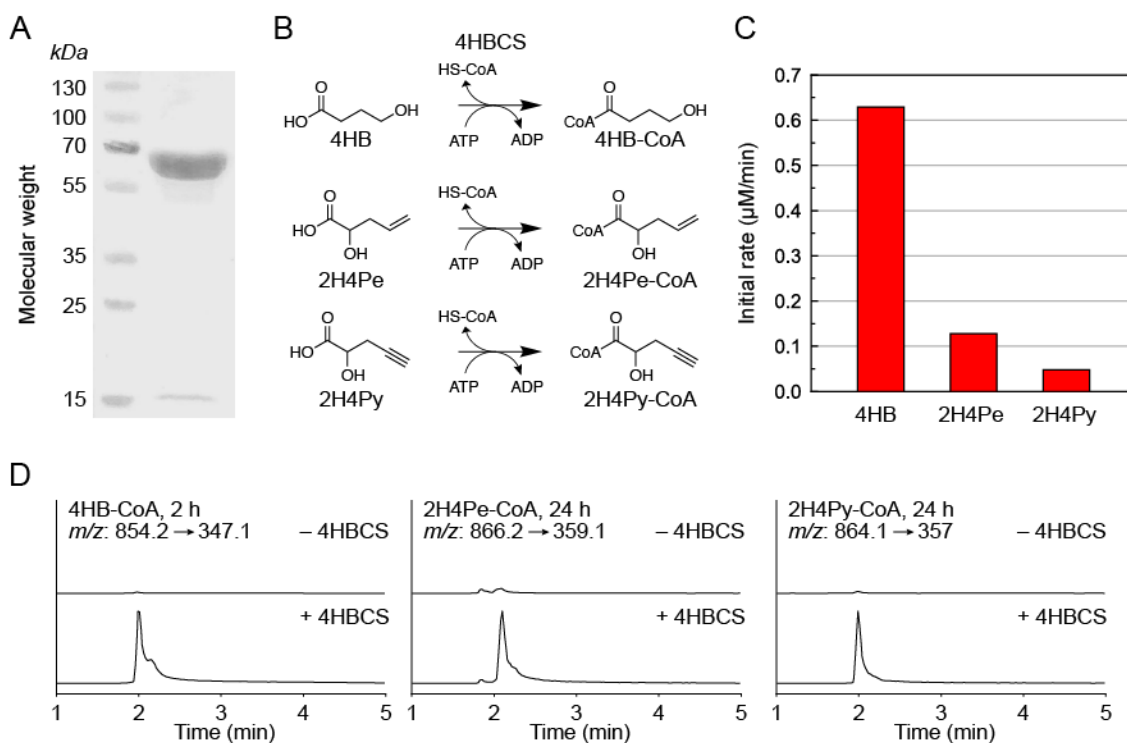 A
kDa
130
100
70
55
35
25
15
Molecular weight
B
4HBCS
HS-CoA
O
HO
OH
4HB
ATP
ADP
O
CoA
OH
4HB-CoA
HS-CoA
O
HO
OH
2H4Pe
ATP
ADP
O
CoA
OH
2H4Pe-CoA
HS-CoA
O
HO
OH
2H4Py
ATP
ADP
O
CoA
OH
2H4Py-CoA
C
Initial rate (µM/min)
0.7
0.6
0.5
0.4
0.3
0.2
0.1
0.0
4HB 2H4Pe 2H4Py
D
4HB-CoA, 2 h
m/z: 854.2→347.1 – 4HBCS
+ 4HBCS
1 2 3 4 5
Time (min)
2H4Pe-CoA, 24 h
m/z: 866.2→359.1 – 4HBCS
+ 4HBCS
1 2 3 4 5
Time (min)
2H4Py-CoA, 24 h
m/z: 864.1→357 – 4HBCS
+ 4HBCS
1 2 3 4 5
Time (min)